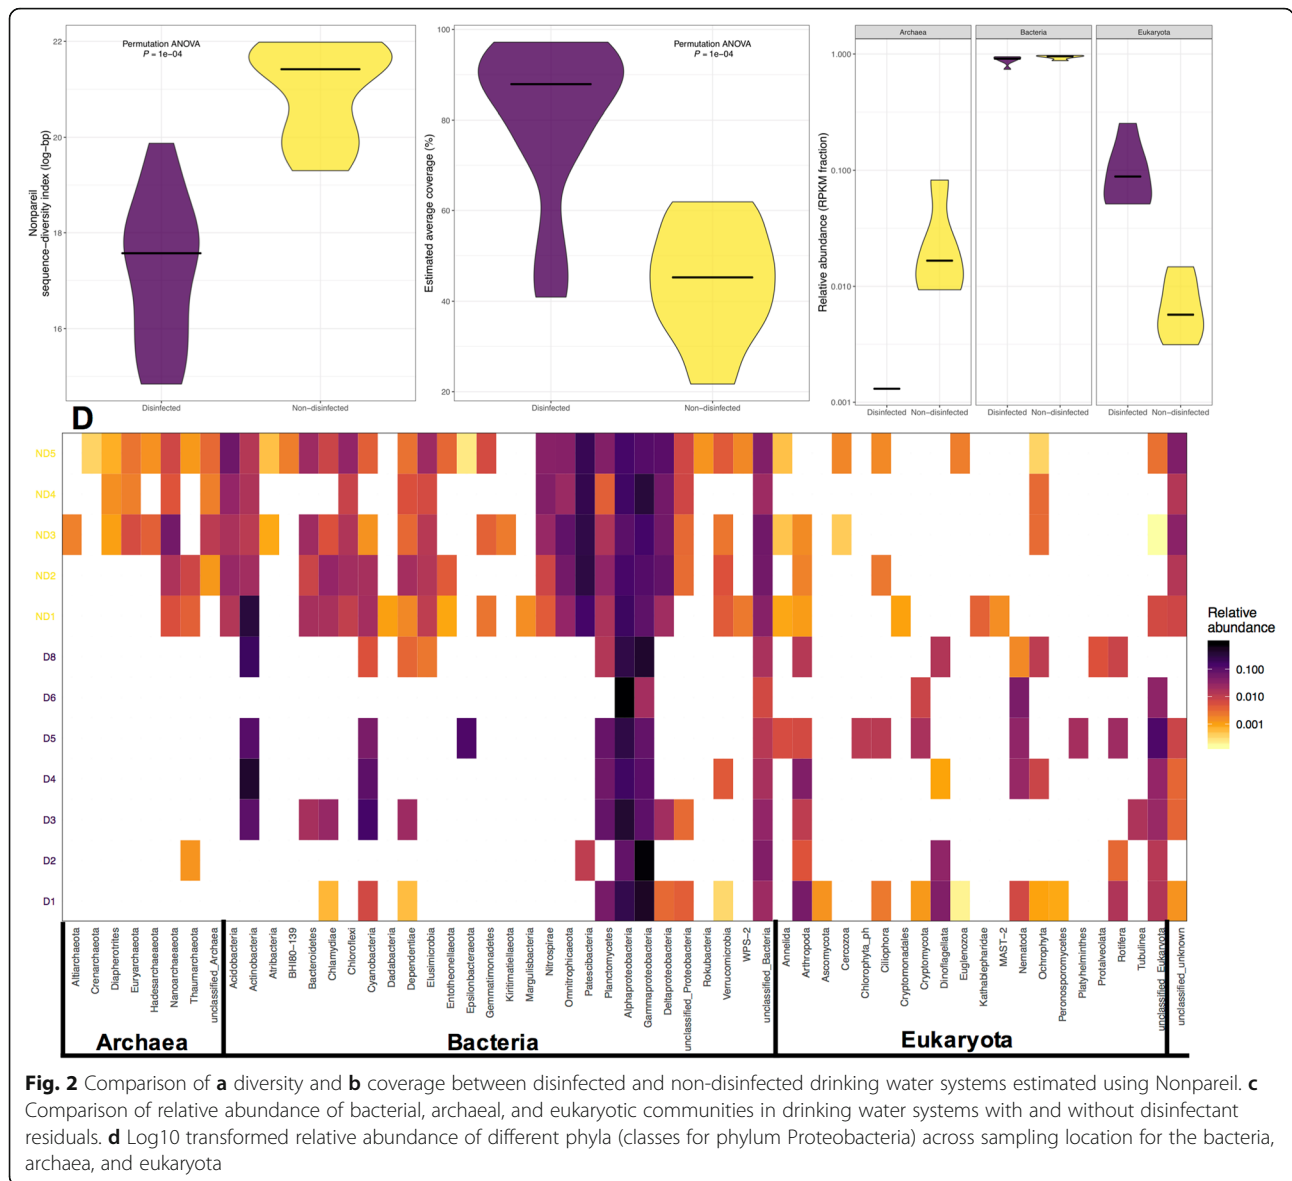 Nonpareil
sequence−diversity index (log−bp)
22
20
18
16
Permutation ANOVA
P = 1e−04
Disinfected
Non−disinfected
Estimated average coverage (%)
100
80
60
40
20
Permutation ANOVA
P = 1e−04
Disinfected
Non−disinfected
Relative abundance (RPKM fraction)
1.000
0.100
0.010
0.001
Archaea
Bacteria
Eukaryota
Disinfected
Non−disinfected
Disinfected
Non−disinfected
Disinfected
Non−disinfected
D
ND5
ND4
ND3
ND2
ND1
D8
D6
D5
D4
D3
D2
D1
Relative
abundance
0.100
0.010
0.001
Altiarchaeota
Crenarchaeota
Diapherotrites
Euryarchaeota
Hadesarchaeaeota
Nanoarchaeota
Thaumarchaeota
unclassified_Archaea
Acidobacteria
Actinobacteria
Atribacteria
BHI80−139
Bacteroidetes
Chlamydiae
Chloroflexi
Cyanobacteria
Dadabacteria
Dependentiae
Elusimicrobia
Entotheonellaeota
Epsilonbacteraeota
Gemmatimonadetes
Kiritimatiellaeota
Margulisbacteria
Nitrospirae
Omnitrophicaeota
Patescibacteria
Planctomycetes
Alphaproteobacteria
Gammaproteobacteria
Deltaproteobacteria
unclassified_Proteobacteria
Rokubacteria
Verrucomicrobia
WPS−2
unclassified_Bacteria
Annelida
Arthropoda
Ascomycota
Cercozoa
Chlorophyta_ph
Ciliophora
Cryptomonadales
Cryptomycota
Dinoflagellata
Euglenozoa
Kathablepharidae
MAST−2
Nematoda
Ochrophyta
Peronosporomycetes
Platyhelminthes
Protalveolata
Rotifera
Tubulinea
unclassified_Eukaryota
unclassified_unknown
Archaea
Bacteria
Eukaryota
Fig. 2 Comparison of a diversity and b coverage between disinfected and non-disinfected drinking water systems estimated using Nonpareil. c
Comparison of relative abundance of bacterial, archaeal, and eukaryotic communities in drinking water systems with and without disinfectant
residuals. d Log10 transformed relative abundance of different phyla (classes for phylum Proteobacteria) across sampling location for the bacteria,
archaea, and eukaryota